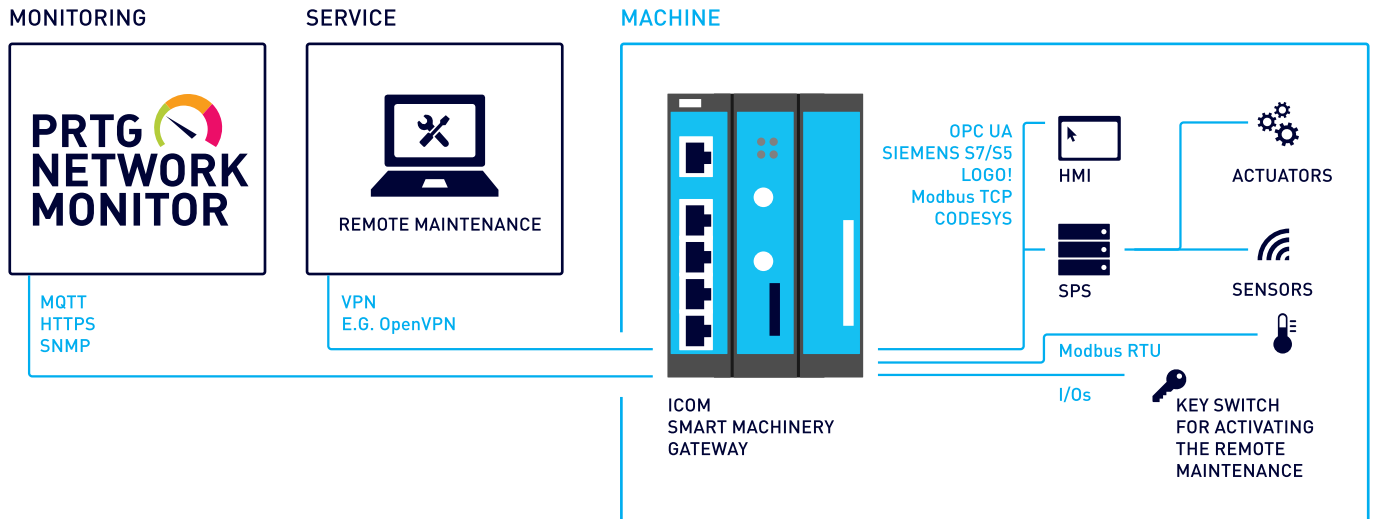 MONITORING
PRTG
NETWORK
MONITOR
MQTT
HTTPS
SNMP
SERVICE
REMOTE MAINTENANCE
VPN
E.G. OpenVPN
MACHINE
ICOM
SMART MACHINERY
GATEWAY
OPC UA
SIEMENS S7/S5
LOGO!
Modbus TCP
CODESYS
HMI
SPS
ACTUATORS
SENSORS
Modbus RTU
I/Os
KEY SWITCH
FOR ACTIVATING
THE REMOTE
MAINTENANCE